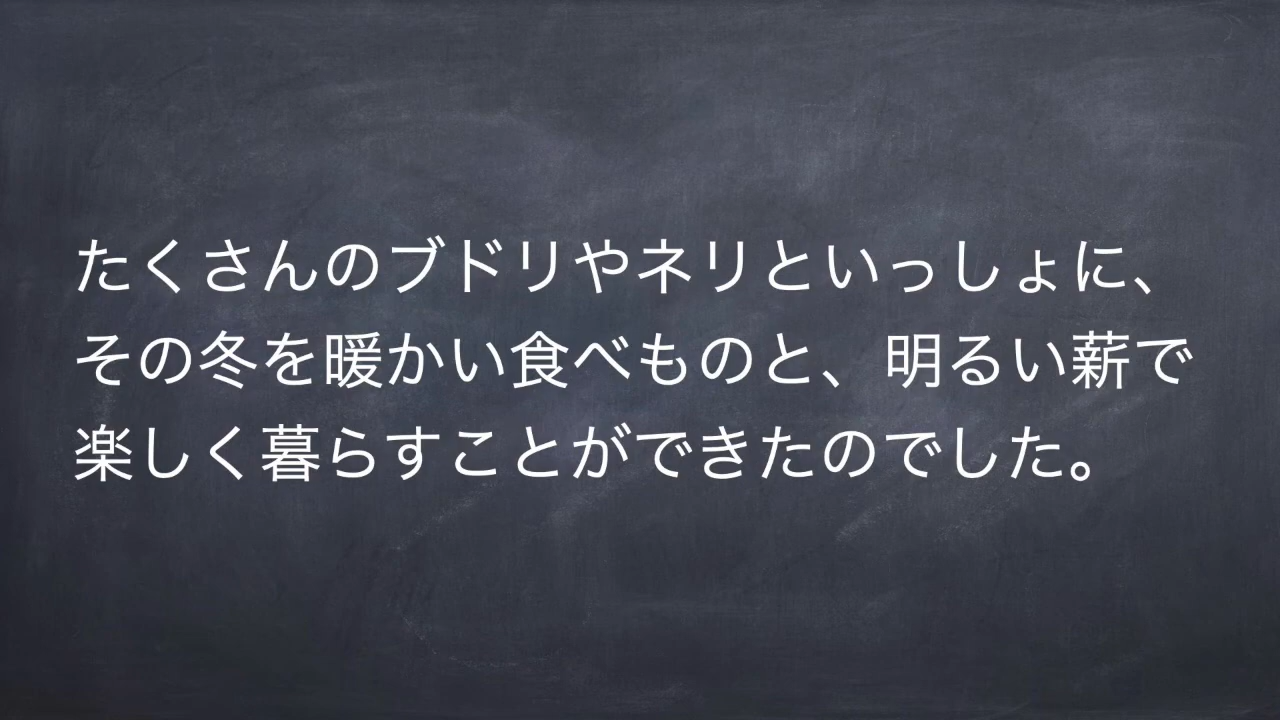 たくさんのブドリやネリといっしょに、
その冬を暖かい食べものと、明るい薪で
楽しく暮らすことができたのでした。